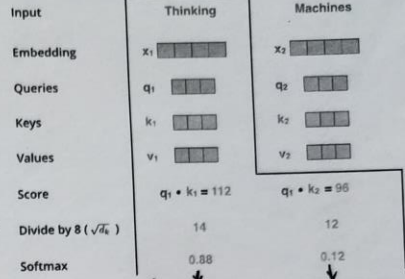 Input Thinking Machines
Embedding x₁ x₂
Queries q₁ q₂
Keys k₁ k₂
Values v₁ v₂
Score q₁ • k₁ = 112 q₁ • k₂ = 96
Divide by 8 ( √dₖ ) 14 12
Softmax 0.88 0.12